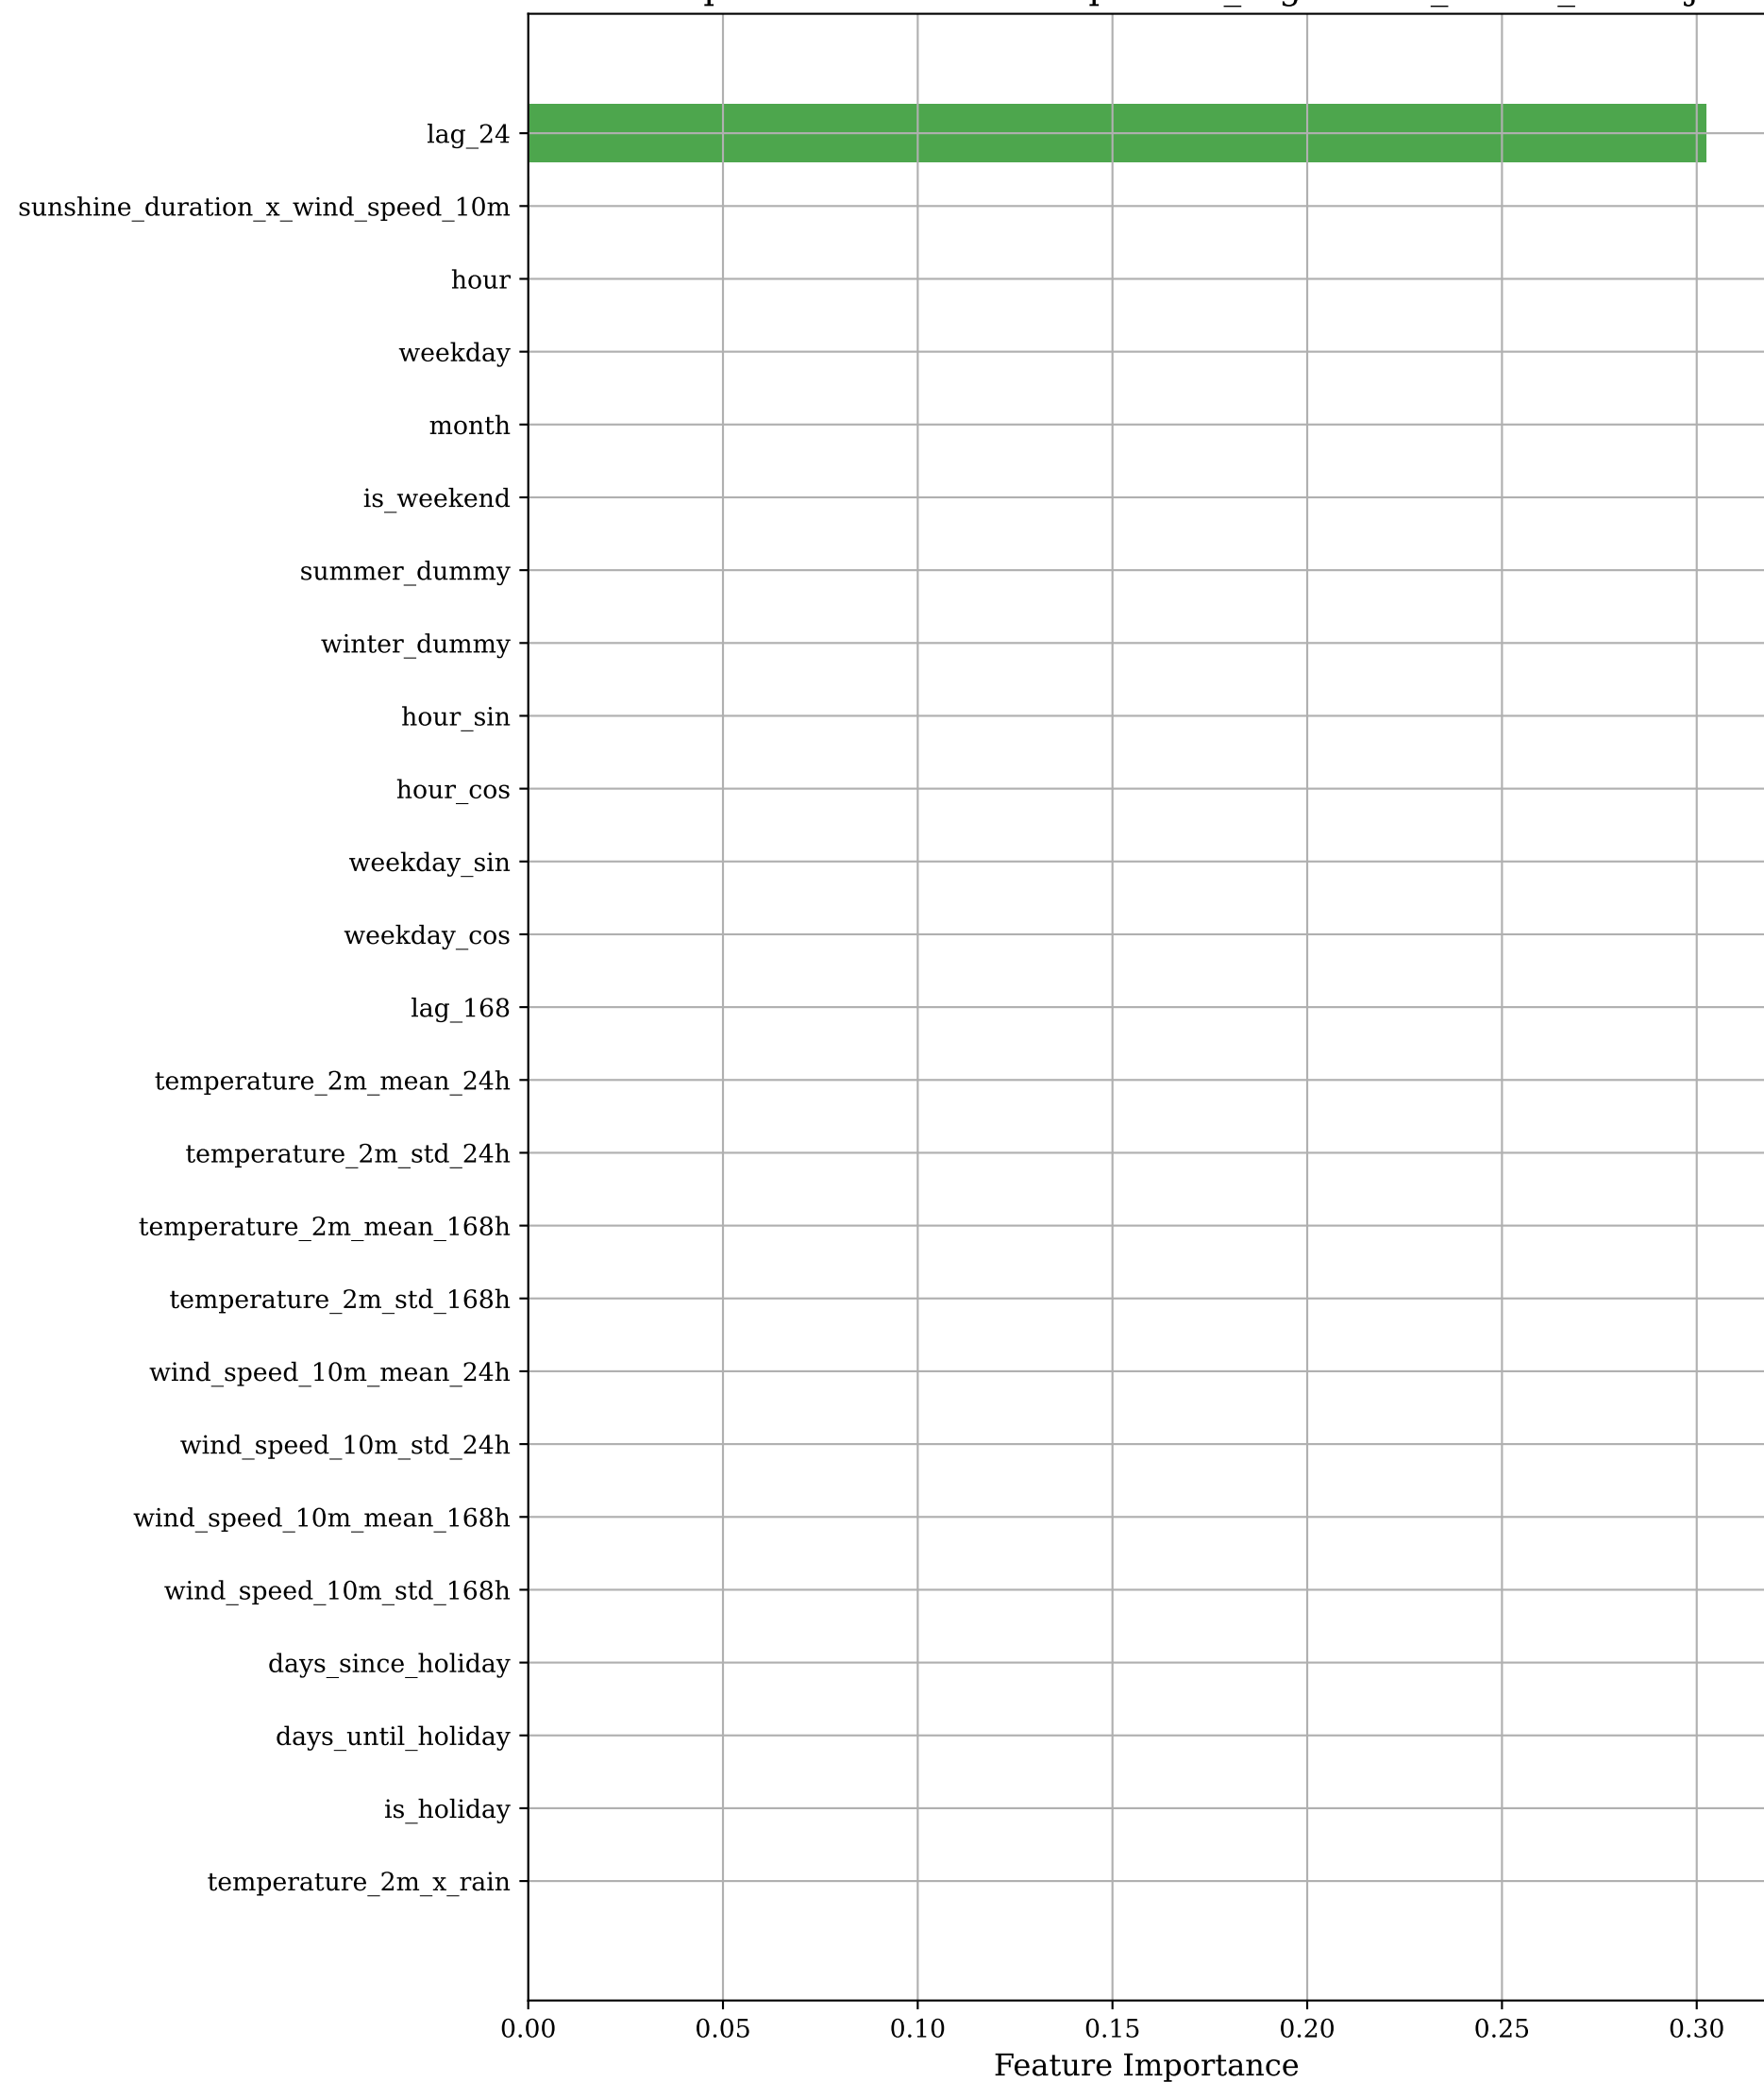 lag_24
sunshine_duration_x_wind_speed_10m
hour
weekday
month
is_weekend
summer_dummy
winter_dummy
hour_sin
hour_cos
weekday_sin
weekday_cos
lag_168
temperature_2m_mean_24h
temperature_2m_std_24h
temperature_2m_mean_168h
temperature_2m_std_168h
wind_speed_10m_mean_24h
wind_speed_10m_std_24h
wind_speed_10m_mean_168h
wind_speed_10m_std_168h
days_since_holiday
days_until_holiday
is_holiday
temperature_2m_x_rain
0.00 0.05 0.10 0.15 0.20 0.25 0.30
Feature Importance